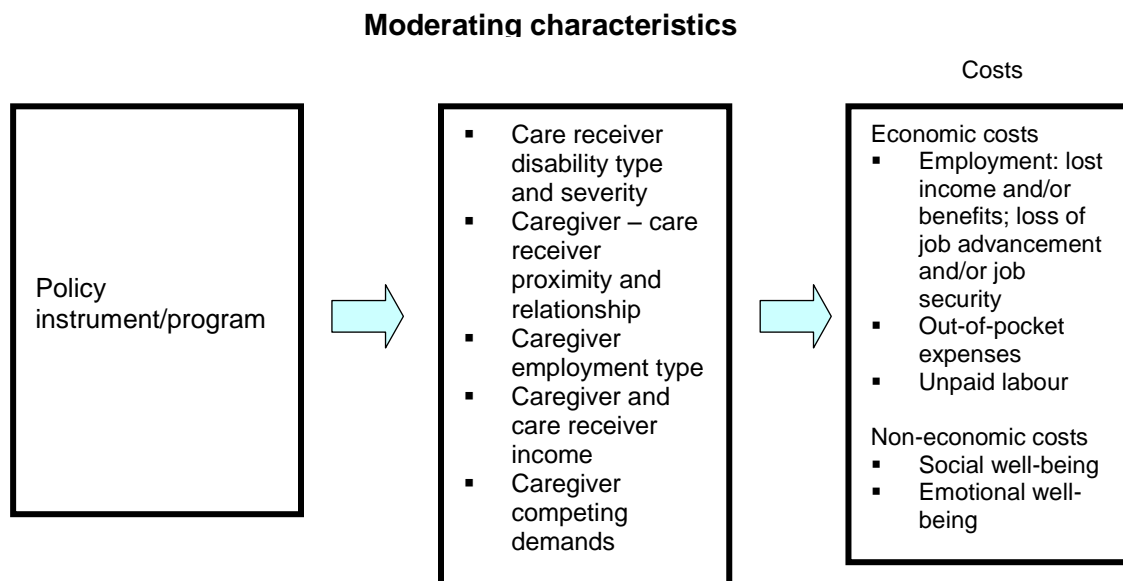 Moderating characteristics
Costs
Policy
instrument/program
▪ Care receiver
disability type
and severity
▪ Caregiver – care
receiver
proximity and
relationship
▪ Caregiver
employment type
▪ Caregiver and
care receiver
income
▪ Caregiver
competing
demands
Economic costs
▪ Employment: lost
income and/or
benefits; loss of
job advancement
and/or job
security
▪ Out-of-pocket
expenses
▪ Unpaid labour
Non-economic costs
▪ Social well-being
▪ Emotional well-
being